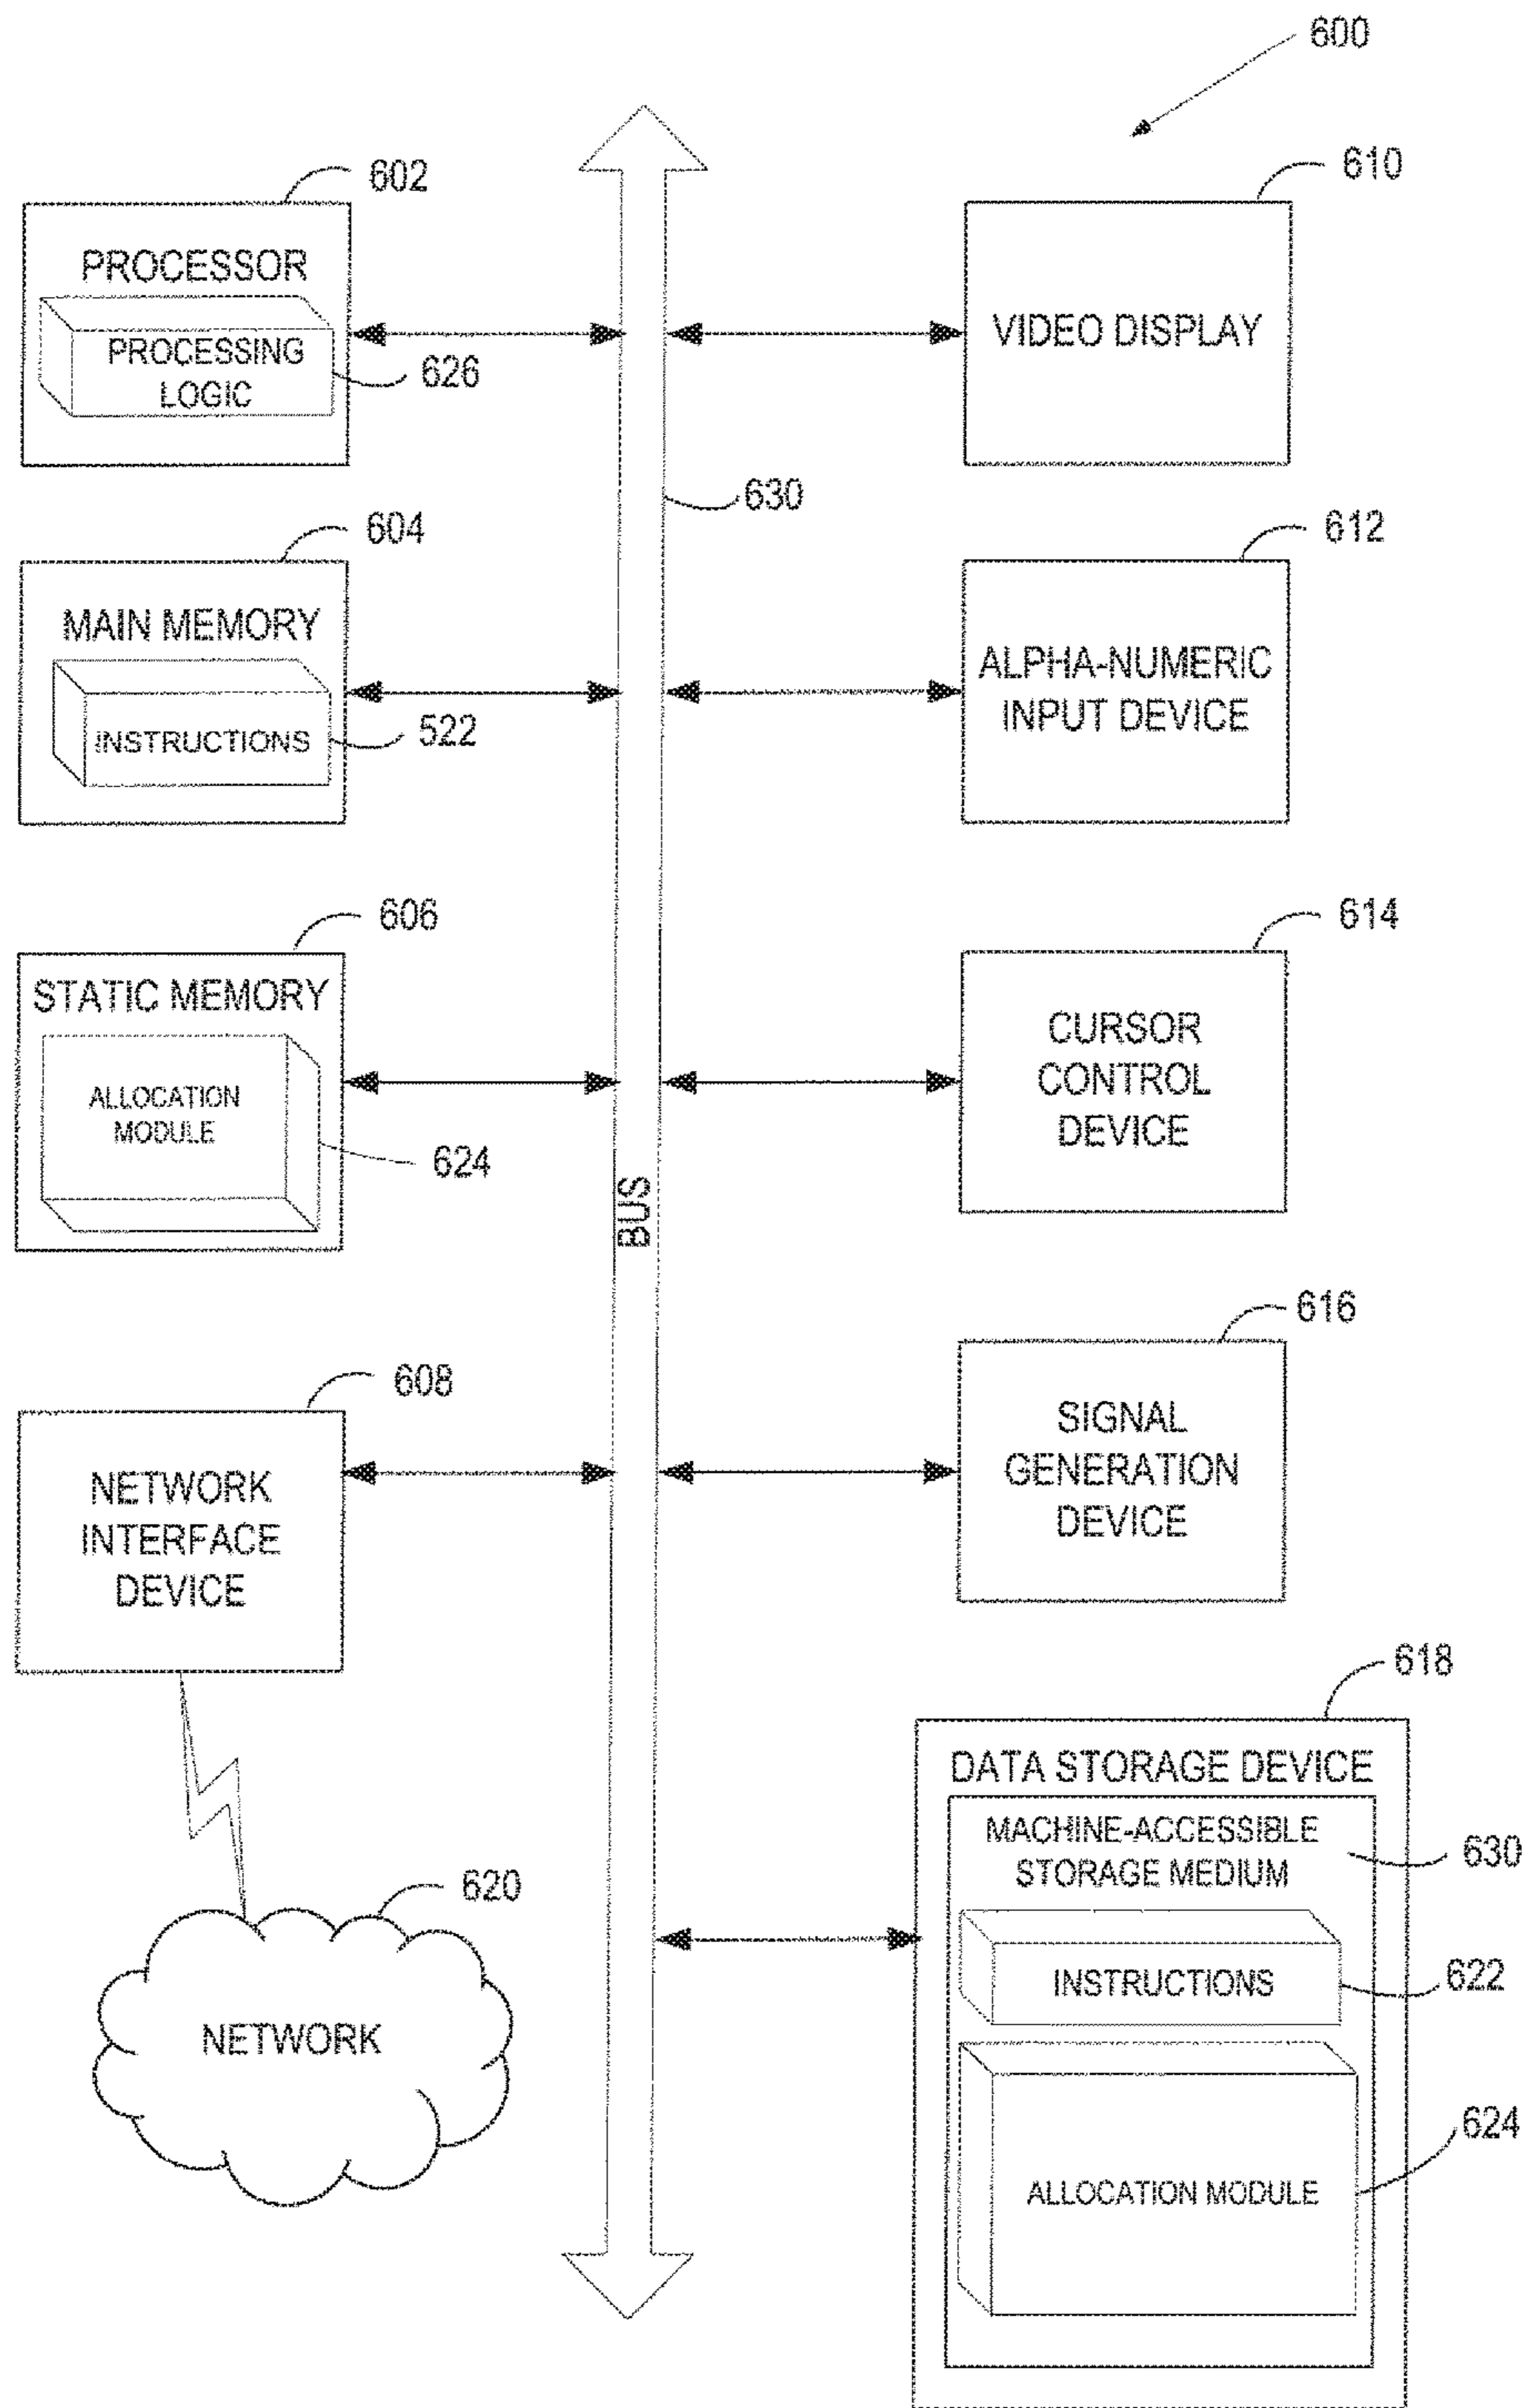 600
602
PROCESSOR
PROCESSING
LOGIC
626
610
VIDEO DISPLAY
630
604
MAIN MEMORY
INSTRUCTIONS
522
612
ALPHA-NUMERIC
INPUT DEVICE
606
STATIC MEMORY
ALLOCATION
MODULE
624
614
CURSOR
CONTROL
DEVICE
BUS
608
NETWORK
INTERFACE
DEVICE
616
SIGNAL
GENERATION
DEVICE
620
NETWORK
618
DATA STORAGE DEVICE
MACHINE-ACCESSIBLE
STORAGE MEDIUM
630
INSTRUCTIONS
622
ALLOCATION MODULE
624